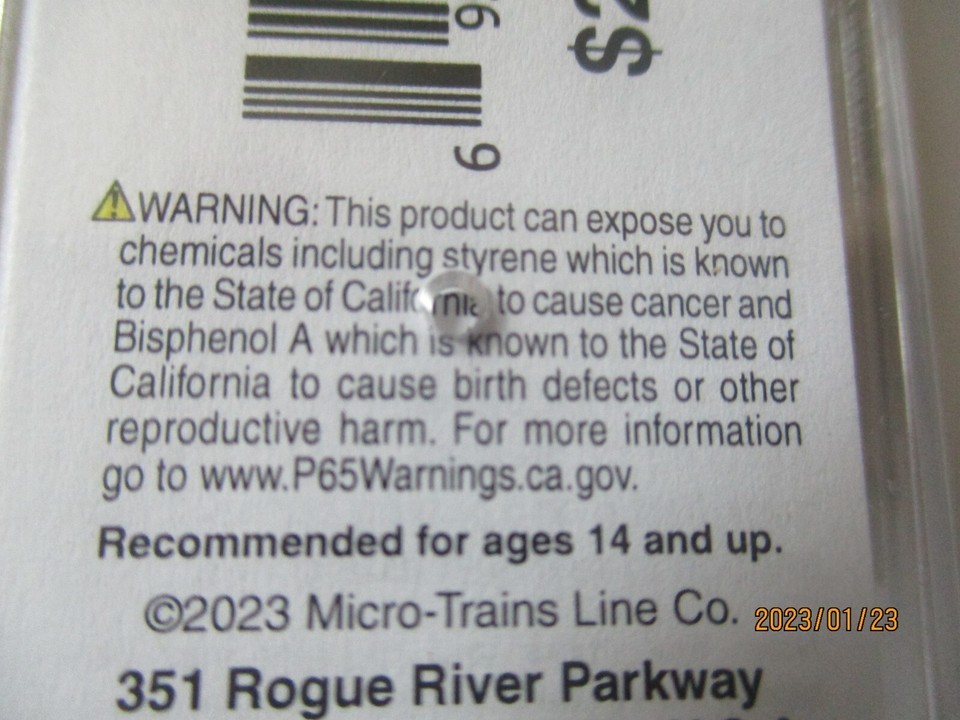 $2
6
9
⚠WARNING: This product can expose you to
chemicals including styrene which is known
to the State of California to cause cancer and
Bisphenol A which is known to the State of
California to cause birth defects or other
reproductive harm. For more information
go to www.P65Warnings.ca.gov.
Recommended for ages 14 and up.
©2023 Micro-Trains Line Co.
2023/01/23
351 Rogue River Parkway